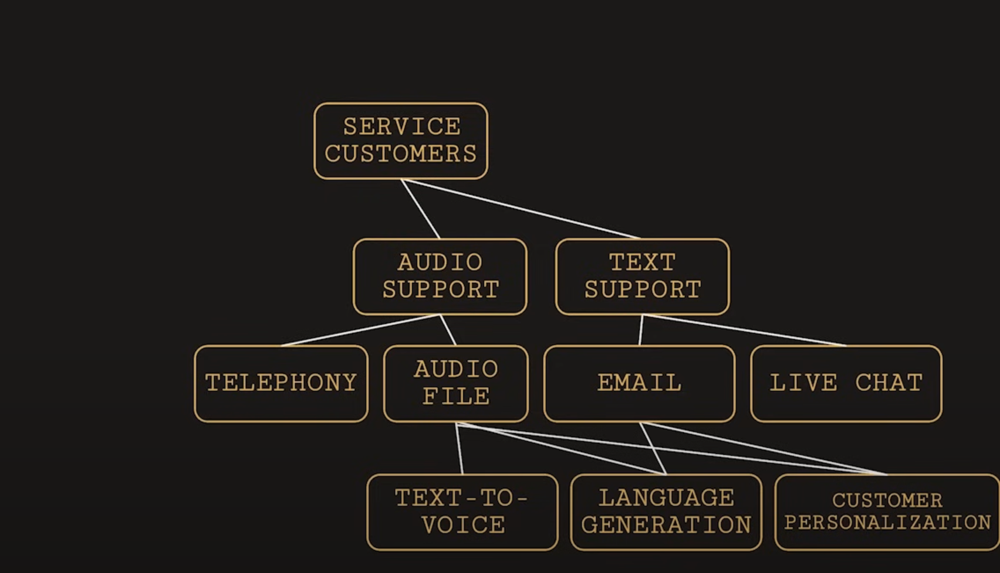 SERVICE
CUSTOMERS
AUDIO
SUPPORT
TEXT
SUPPORT
TELEPHONY
AUDIO
FILE
EMAIL
LIVE CHAT
TEXT-TO-
VOICE
LANGUAGE
GENERATION
CUSTOMER
PERSONALIZATION